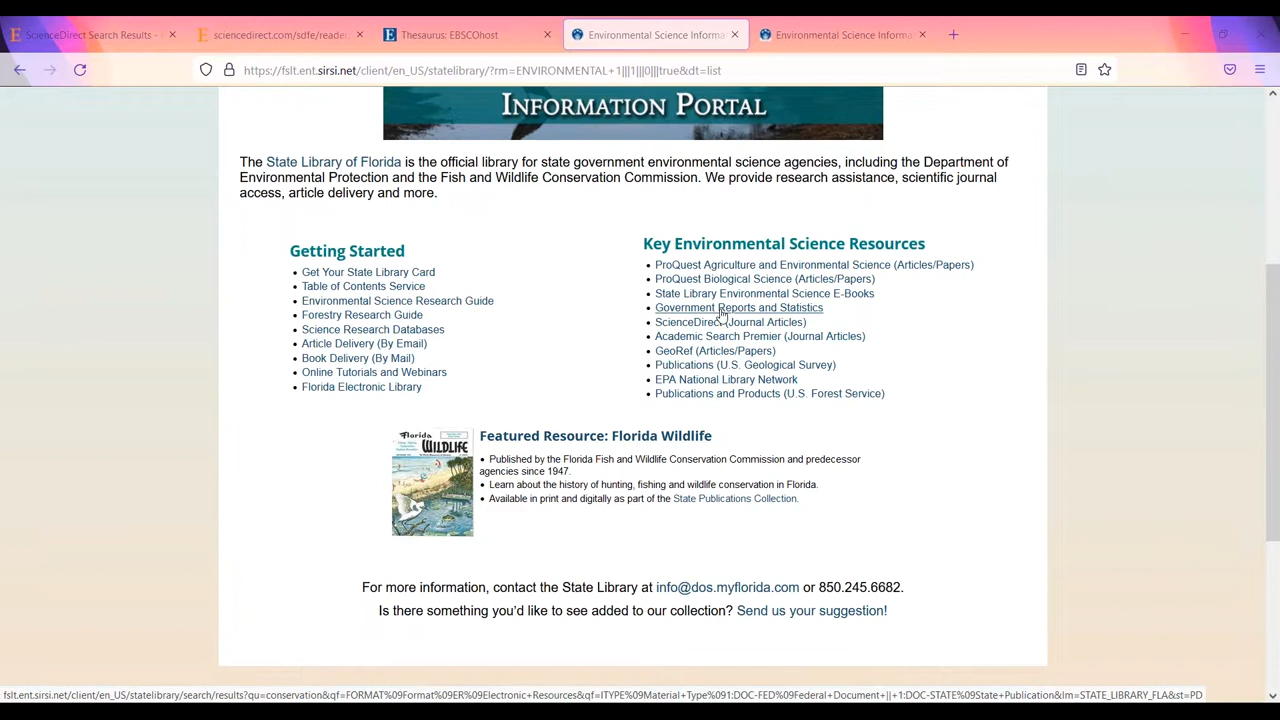 ScienceDirect Search Results -
sciencedirect.com/sdfe/reader
Thesaurus: EBSCOhost
Environmental Science Informa
Environmental Science Informa
https://fslt.ent.sirsi.net/client/en_US/statelibrary/?rm=ENVIRONMENTAL+1|||1|||0|||true&dt=list
INFORMATION PORTAL
The State Library of Florida is the official library for state government environmental science agencies, including the Department of
Environmental Protection and the Fish and Wildlife Conservation Commission. We provide research assistance, scientific journal
access, article delivery and more.
Getting Started
• Get Your State Library Card
• Table of Contents Service
• Environmental Science Research Guide
• Forestry Research Guide
• Science Research Databases
• Article Delivery (By Email)
• Book Delivery (By Mail)
• Online Tutorials and Webinars
• Florida Electronic Library
Key Environmental Science Resources
• ProQuest Agriculture and Environmental Science (Articles/Papers)
• ProQuest Biological Science (Articles/Papers)
• State Library Environmental Science E-Books
• Government Reports and Statistics
• ScienceDirect (Journal Articles)
• Academic Search Premier (Journal Articles)
• GeoRef (Articles/Papers)
• Publications (U.S. Geological Survey)
• EPA National Library Network
• Publications and Products (U.S. Forest Service)
Florida
WILDLIFE
Featured Resource: Florida Wildlife
• Published by the Florida Fish and Wildlife Conservation Commission and predecessor
agencies since 1947.
• Learn about the history of hunting, fishing and wildlife conservation in Florida.
• Available in print and digitally as part of the State Publications Collection.
For more information, contact the State Library at info@dos.myflorida.com or 850.245.6682.
Is there something you'd like to see added to our collection? Send us your suggestion!
fslt.ent.sirsi.net/client/en_US/statelibrary/search/results?qu=conservation&qf=FORMAT%09Format%09ER%09Electronic+Resources&qf=ITYPE%09Material+Type%091:DOC-FED%09Federal+Document+||+1:DOC-STATE%09State+Publication&lm=STATE_LIBRARY_FLA&st=PD